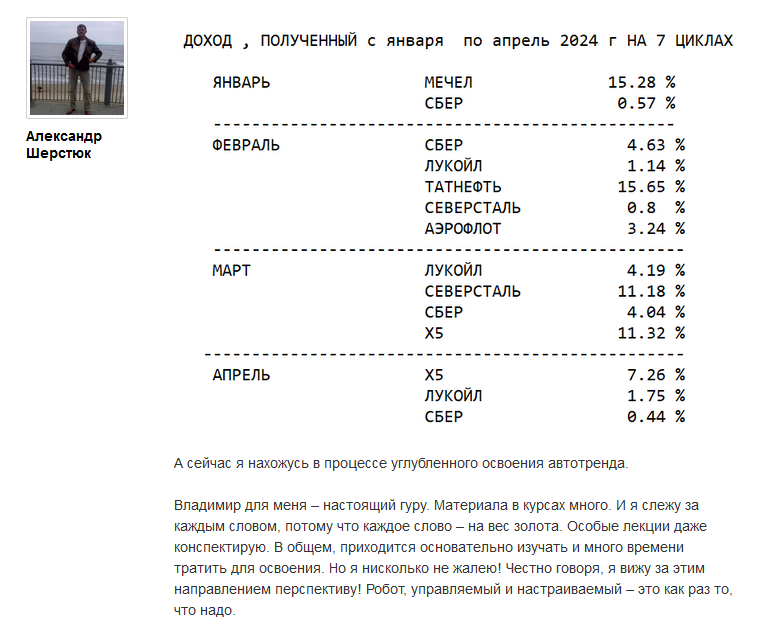 Александр
Шерстюк
ДОХОД , ПОЛУЧЕННЫЙ с января по апрель 2024 г НА 7 ЦИКЛАХ
ЯНВАРЬ МЕЧЕЛ 15.28 %
СБЕР 0.57 %
------------------------------------------------
ФЕВРАЛЬ СБЕР 4.63 %
ЛУКОЙЛ 1.14 %
ТАТНЕФТЬ 15.65 %
СЕВЕРСТАЛЬ 0.8 %
АЭРОФЛОТ 3.24 %
-------------------------------------------------
МАРТ ЛУКОЙЛ 4.19 %
СЕВЕРСТАЛЬ 11.18 %
СБЕР 4.04 %
Х5 11.32 %
--------------------------------------------------
АПРЕЛЬ Х5 7.26 %
ЛУКОЙЛ 1.75 %
СБЕР 0.44 %
А сейчас я нахожусь в процессе углубленного освоения автотренда.
Владимир для меня – настоящий гуру. Материала в курсах много. И я слежу за
каждым словом, потому что каждое слово – на вес золота. Особые лекции даже
конспектирую. В общем, приходится основательно изучать и много времени
тратить для освоения. Но я нисколько не жалею! Честно говоря, я вижу за этим
направлением перспективу! Робот, управляемый и настраиваемый – это как раз то,
что надо.